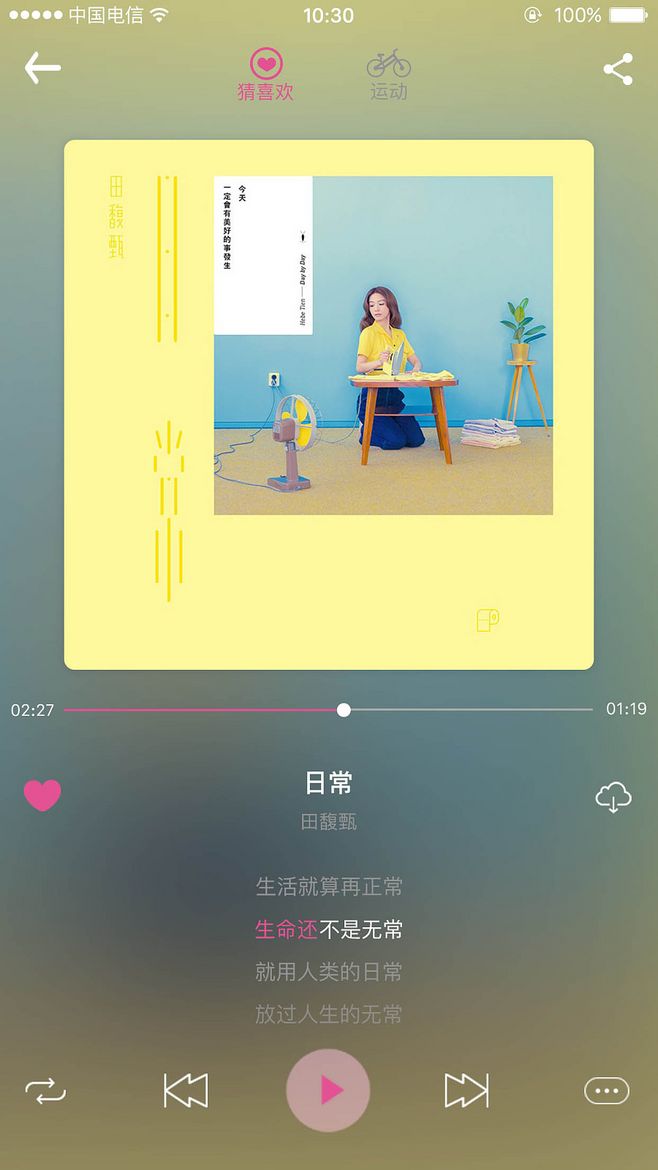 中国电信
10:30
100%
猜喜欢
运动
田馥甄
日常
今天
一定會有美好的事發生
Hebe Tien — Day by Day
02:27
01:19
日常
田馥甄
生活就算再正常
生命还不是无常
就用人类的日常
放过人生的无常